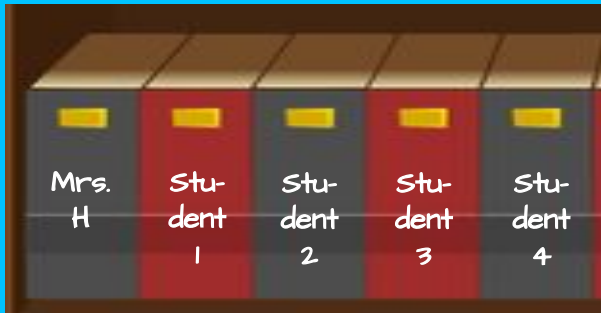 Mrs.
H
Stu-
dent
1
Stu-
dent
2
Stu-
dent
3
Stu-
dent
4